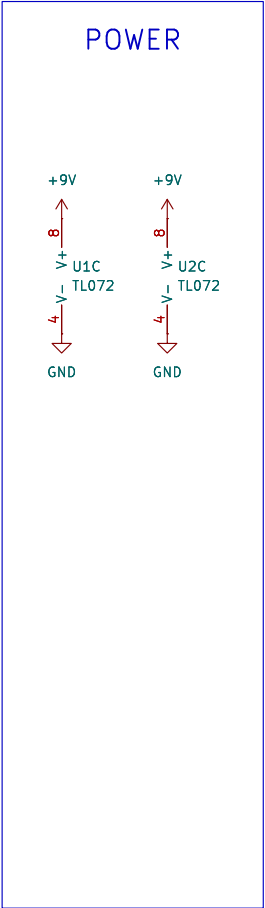 POWER
+9V +9V
8 8
V+ V+
U1C U2C
TL072 TL072
V- V-
4 4
GND GND